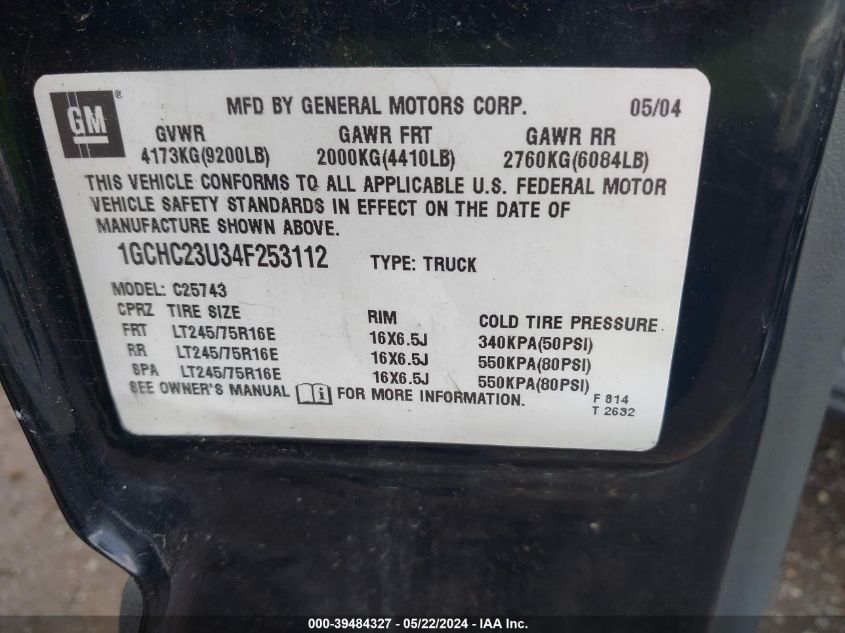 GM ®
MFD BY GENERAL MOTORS CORP. 05/04
GVWR GAWR FRT GAWR RR
4173KG(9200LB) 2000KG(4410LB) 2760KG(6084LB)
THIS VEHICLE CONFORMS TO ALL APPLICABLE U.S. FEDERAL MOTOR
VEHICLE SAFETY STANDARDS IN EFFECT ON THE DATE OF
MANUFACTURE SHOWN ABOVE.
1GCHC23U34F253112 TYPE: TRUCK
MODEL: C25743
CPRZ TIRE SIZE RIM COLD TIRE PRESSURE
FRT LT245/75R16E 16X6.5J 340KPA(50PSI)
RR LT245/75R16E 16X6.5J 550KPA(80PSI)
SPA LT245/75R16E 16X6.5J 550KPA(80PSI)
SEE OWNER'S MANUAL i FOR MORE INFORMATION.
F 814
T 2632
000-39484327 - 05/22/2024 - IAA Inc.